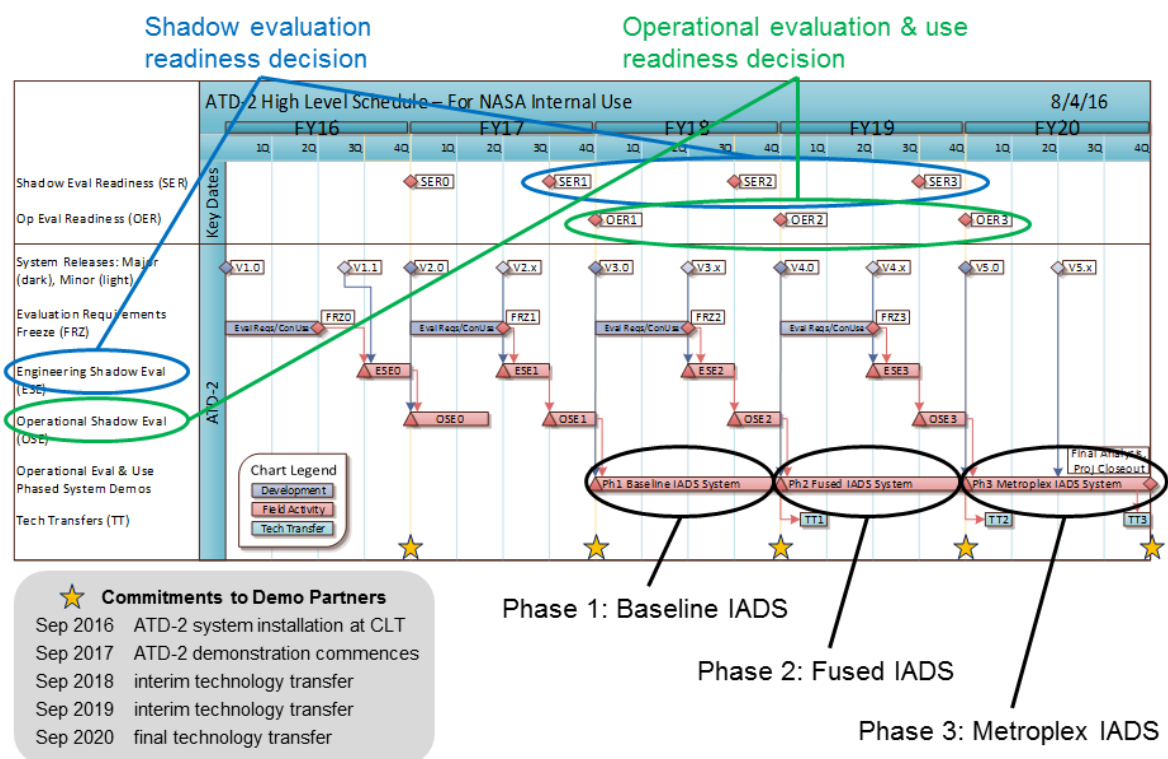 Shadow evaluation
readiness decision
Operational evaluation & use
readiness decision
ATD-2 High Level Schedule – For NASA Internal Use
8/4/16
FY16 FY17 FY18 FY19 FY20
1Q 2Q 3Q 4Q 1Q 2Q 3Q 4Q 1Q 2Q 3Q 4Q 1Q 2Q 3Q 4Q 1Q 2Q 3Q 4Q
Key Dates
Shadow Eval Readiness (SER)
SER0 SER1 SER2 SER3
Op Eval Readiness (OER)
OER1 OER2 OER3
ATD-2
System Releases: Major
(dark), Minor (light),
V1.0 V1.1 V2.0 V2.x V3.0 V3.x V4.0 V4.x V5.0 V5.x
Evaluation Requirements
Freeze (FRZ)
FRZ0 FRZ1 FRZ2 FRZ3
Eval Reqs/ConUse Eval Reqs/ConUse Eval Reqs/ConUse Eval Reqs/ConUse
Engineering Shadow Eval
(ESE)
ESE0 ESE1 ESE2 ESE3
Operational Shadow Eval
(OSE)
OSE0 OSE1 OSE2 OSE3
Operational Eval & Use
Phased System Demos
Final Analysis,
Proj Closeout
Ph1 Baseline IADS System Ph2 Fused IADS System Ph3 Metroplex IADS System
Tech Transfers (TT)
TT1 TT2 TT3
Chart Legend
Development
Field Activity
Tech Transfer
Commitments to Demo Partners
Sep 2016 ATD-2 system installation at CLT
Sep 2017 ATD-2 demonstration commences
Sep 2018 interim technology transfer
Sep 2019 interim technology transfer
Sep 2020 final technology transfer
Phase 1: Baseline IADS
Phase 2: Fused IADS
Phase 3: Metroplex IADS